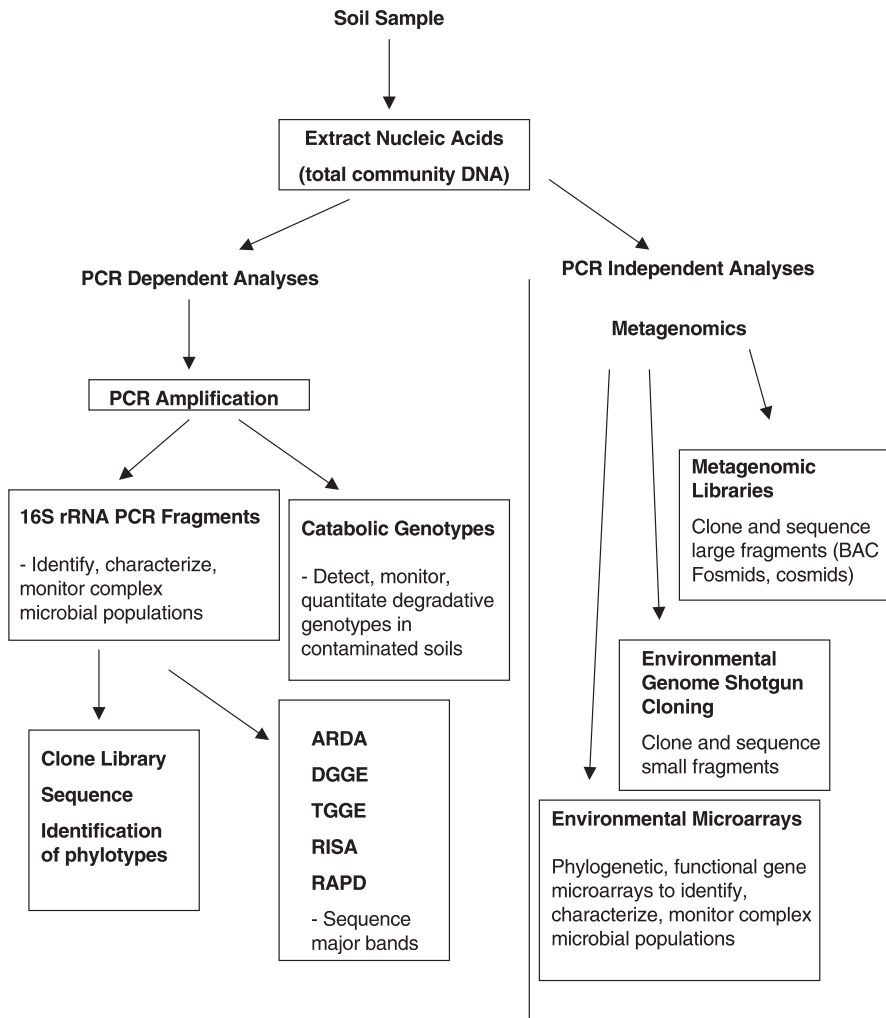 Soil Sample
Extract Nucleic Acids
(total community DNA)
PCR Dependent Analyses
PCR Amplification
16S rRNA PCR Fragments
- Identify, characterize,
monitor complex
microbial populations
Catabolic Genotypes
- Detect, monitor,
quantitate degradative
genotypes in
contaminated soils
Clone Library
Sequence
Identification
of phylotypes
ARDA
DGGE
TGGE
RISA
RAPD
- Sequence
major bands
PCR Independent Analyses
Metagenomics
Metagenomic
Libraries
Clone and sequence
large fragments (BAC
Fosmids, cosmids)
Environmental
Genome Shotgun
Cloning
Clone and sequence
small fragments
Environmental Microarrays
Phylogenetic, functional gene
microarrays to identify,
characterize, monitor complex
microbial populations